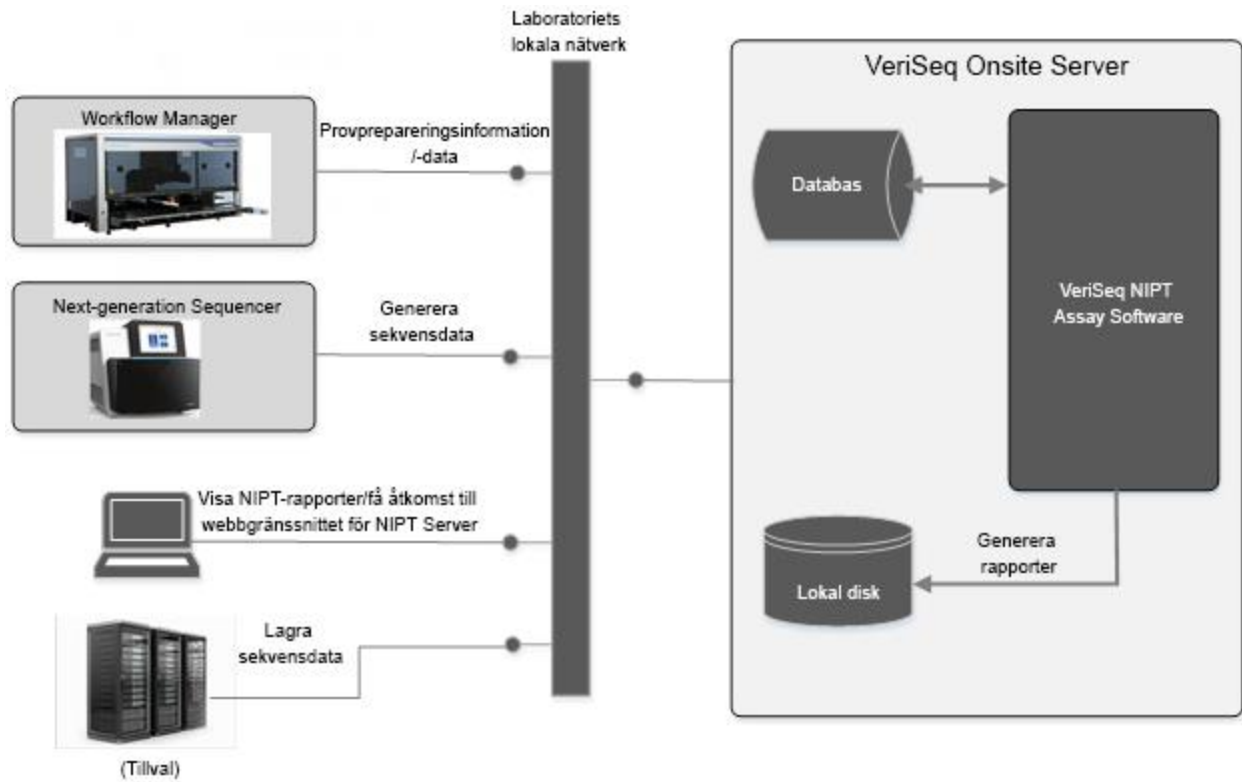 Laboratoriets
lokala nätverk
VeriSeq Onsite Server
Workflow Manager
Provprepareringsinformation
/-data
Databas
VeriSeq NIPT
Assay Software
Next-generation Sequencer
Generera
sekvensdata
Visa NIPT-rapporter/få åtkomst till
webbgränssnittet för NIPT Server
Generera
rapporter
Lokal disk
Lagra
sekvensdata
(Tillval)